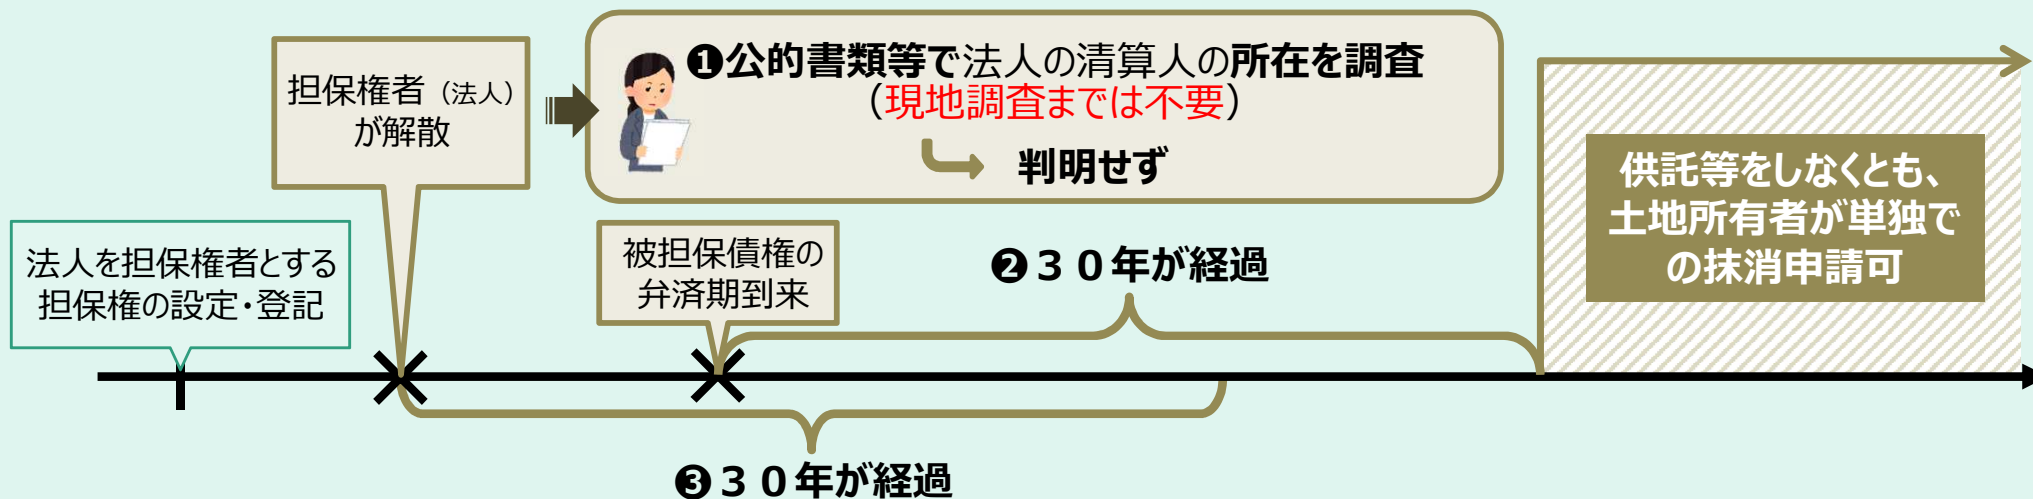 担保権者（法人）
が解散
❶公的書類等で法人の清算人の所在を調査
（現地調査までは不要）
判明せず
法人を担保権者とする
担保権の設定・登記
被担保債権の
弁済期到来
❷３０年が経過
供託等をしなくとも、
土地所有者が単独で
の抹消申請可
❸３０年が経過